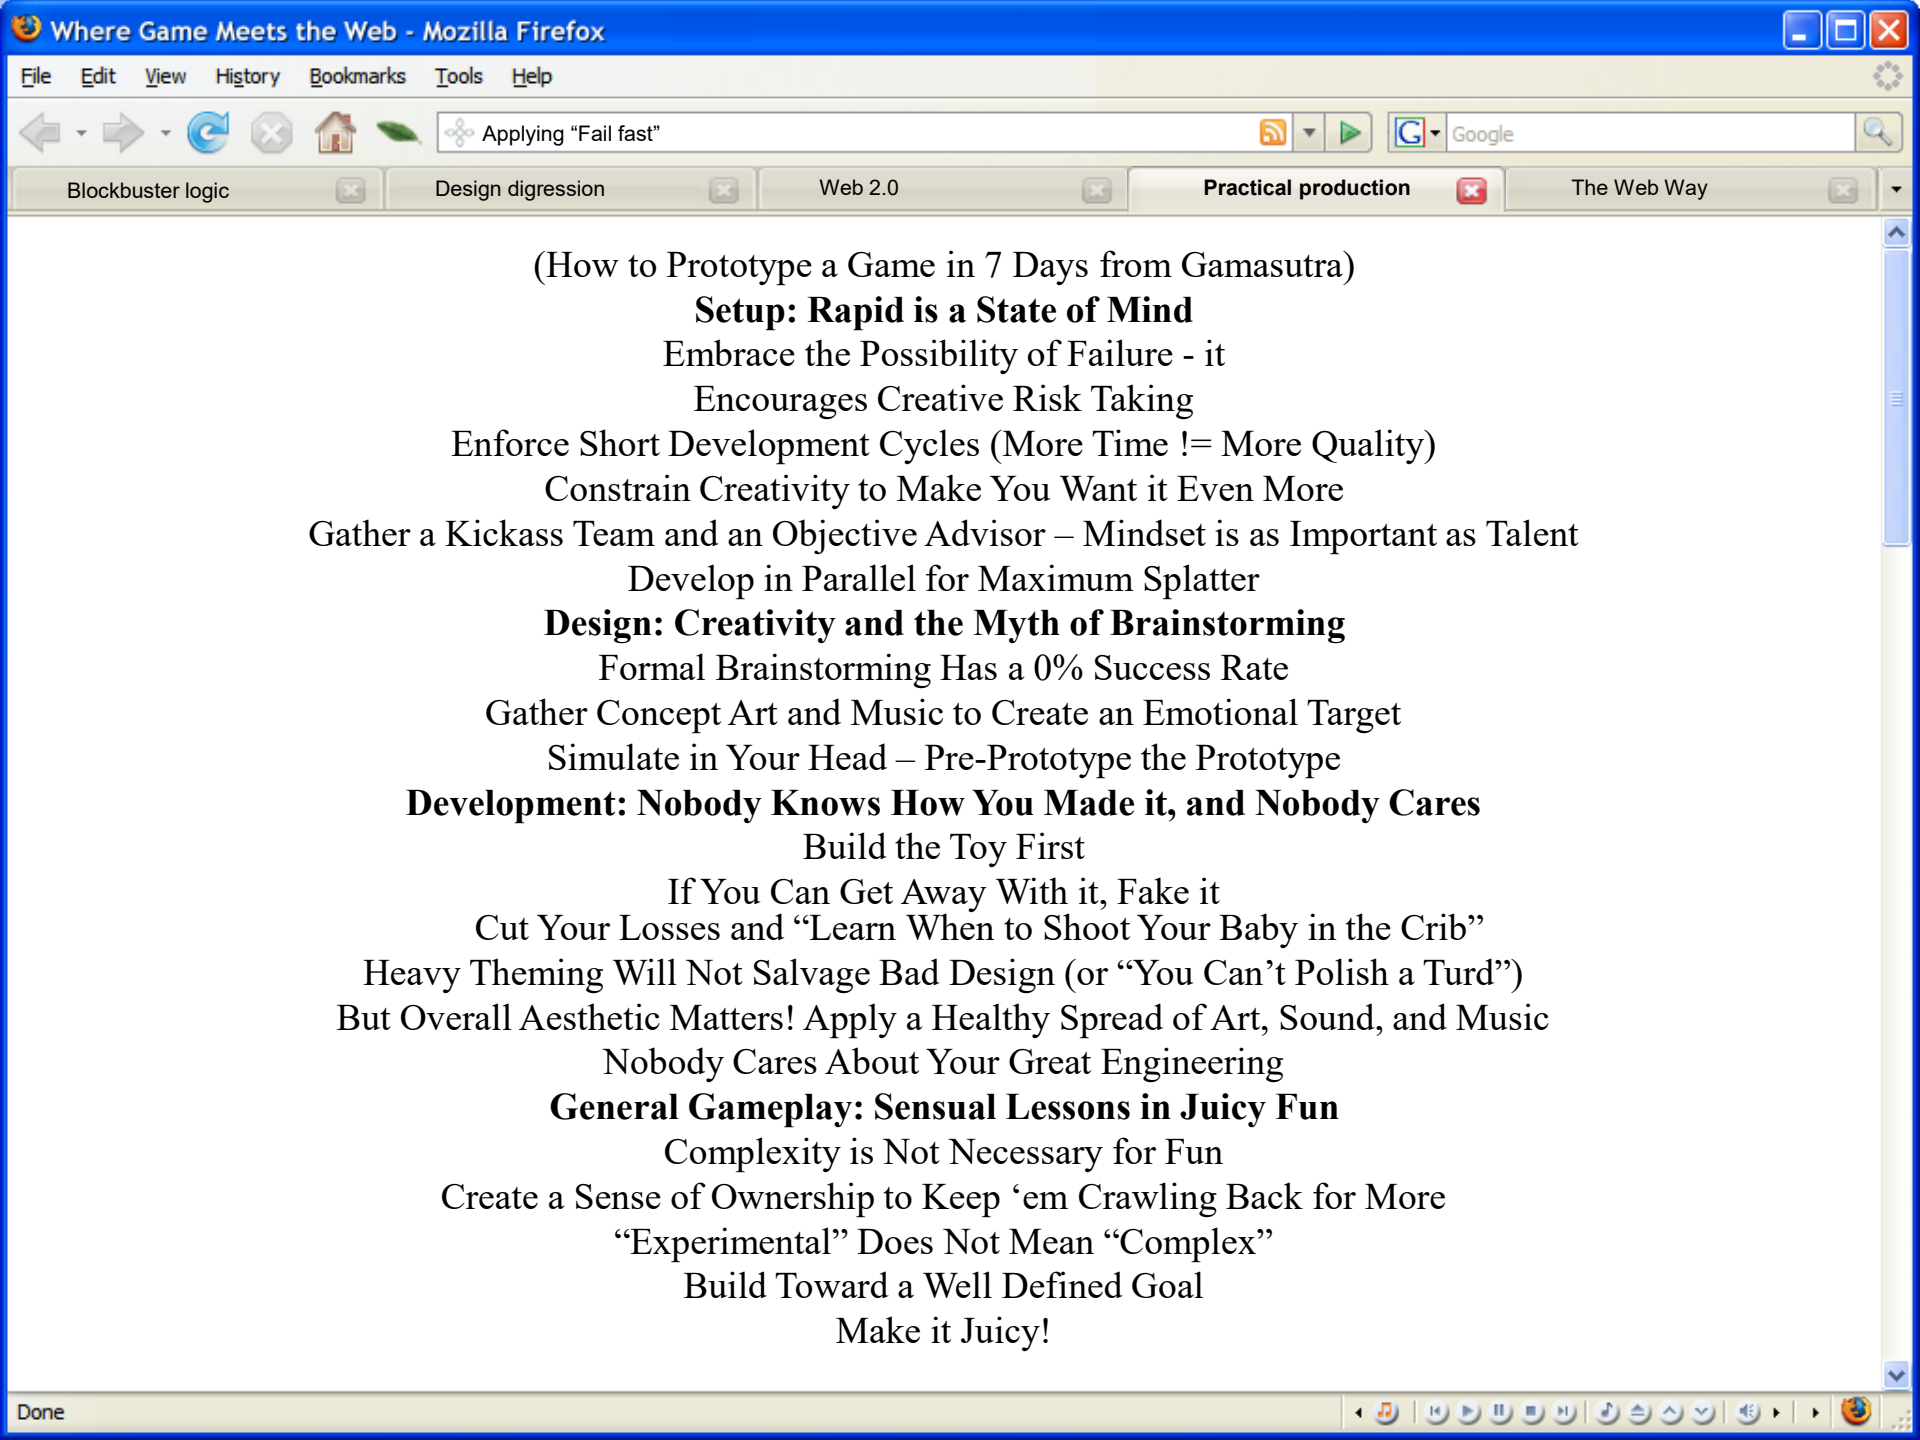 Where Game Meets the Web - Mozilla Firefox
File Edit View History Bookmarks Tools Help
Applying “Fail fast”
G Google
Blockbuster logic
Design digression
Web 2.0
Practical production
The Web Way
(How to Prototype a Game in 7 Days from Gamasutra)
Setup: Rapid is a State of Mind
Embrace the Possibility of Failure - it
Encourages Creative Risk Taking
Enforce Short Development Cycles (More Time != More Quality)
Constrain Creativity to Make You Want it Even More
Gather a Kickass Team and an Objective Advisor – Mindset is as Important as Talent
Develop in Parallel for Maximum Splatter
Design: Creativity and the Myth of Brainstorming
Formal Brainstorming Has a 0% Success Rate
Gather Concept Art and Music to Create an Emotional Target
Simulate in Your Head – Pre-Prototype the Prototype
Development: Nobody Knows How You Made it, and Nobody Cares
Build the Toy First
If You Can Get Away With it, Fake it
Cut Your Losses and “Learn When to Shoot Your Baby in the Crib”
Heavy Theming Will Not Salvage Bad Design (or “You Can’t Polish a Turd”)
But Overall Aesthetic Matters! Apply a Healthy Spread of Art, Sound, and Music
Nobody Cares About Your Great Engineering
General Gameplay: Sensual Lessons in Juicy Fun
Complexity is Not Necessary for Fun
Create a Sense of Ownership to Keep ‘em Crawling Back for More
“Experimental” Does Not Mean “Complex”
Build Toward a Well Defined Goal
Make it Juicy!
Done